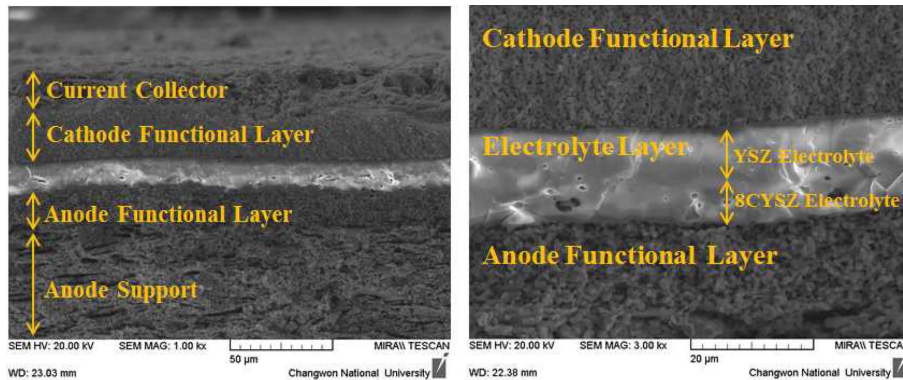 Current Collector
Cathode Functional Layer
Anode Functional Layer
Anode Support
SEM HV: 20.00 kV SEM MAG: 1.00 kx MIRA\\ TESCAN
50 µm
WD: 23.03 mm Changwon National University
Cathode Functional Layer
Electrolyte Layer
YSZ Electrolyte
8CYSZ Electrolyte
Anode Functional Layer
SEM HV: 20.00 kV SEM MAG: 3.00 kx MIRA\\ TESCAN
20 µm
WD: 22.38 mm Changwon National University